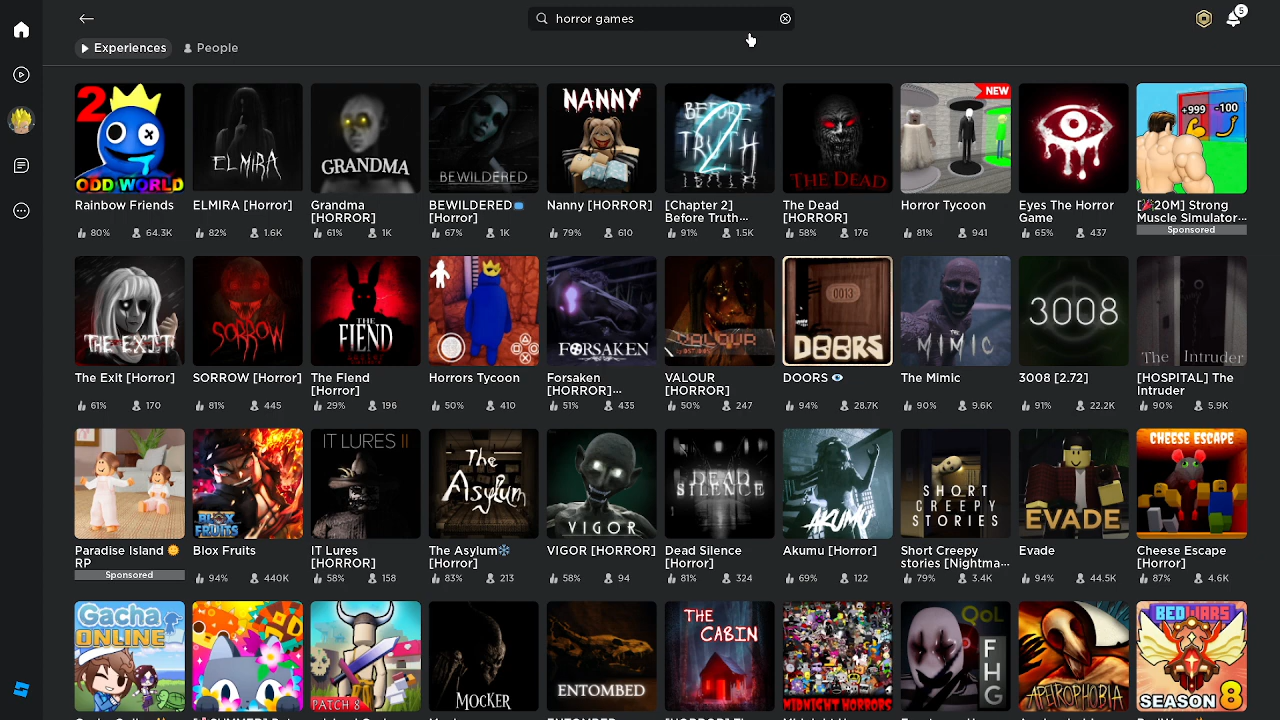 horror games
5
Experiences
People
2
ODD WORLD
ELMIRA
GRANDMA
BEWILDERED
NANNY
BEFORE
2
TRUTH
THE DEAD
NEW
+999
-100
Rainbow Friends
ELMIRA [Horror]
Grandma
[HORROR]
BEWILDERED
[Horror]
Nanny [HORROR]
[Chapter 2]
Before Truth...
The Dead
[HORROR]
Horror Tycoon
Eyes The Horror
Game
[🎉20M] Strong
Muscle Simulator...
Sponsored
80% 64.3K
82% 1.6K
61% 1K
67% 1K
79% 610
91% 1.5K
58% 176
81% 941
65% 437
THE EXIT
SORROW
THE
FIEND
FORSAKEN
VALOUR
0013
DOORS
MIMIC
3008
The Intruder
The Exit [Horror]
SORROW [Horror]
The FIend
[Horror]
Horrors Tycoon
Forsaken
[HORROR]...
VALOUR
[HORROR]
DOORS 👁
The Mimic
3008 [2.72]
[HOSPITAL] The
Intruder
61% 170
81% 445
29% 196
50% 410
51% 435
50% 247
94% 28.7K
90% 9.6K
91% 22.2K
90% 5.9K
BLOX
FRUITS
IT LURES II
The
Asylum
VIGOR
DEAD
SILENCE
AKUMU
SHORT
CREEPY
STORIES
EVADE
CHEESE ESCAPE
Paradise Island 🌞
RP
Sponsored
Blox Fruits
IT Lures
[HORROR]
The Asylum❄
[Horror]
VIGOR [HORROR]
Dead Silence
[Horror]
Akumu [Horror]
Short Creepy
stories [Nightma...
Evade
Cheese Escape
[Horror]
94% 440K
58% 158
83% 213
58% 94
81% 324
69% 122
79% 3.4K
94% 44.5K
87% 4.6K
Gacha
ONLINE
PATCH 8
MOCKER
ENTOMBED
THE
CABIN
MIDNIGHT HORRORS
QoL
F
H
G
APHROPHOBIA
BEDWARS
SEASON 8